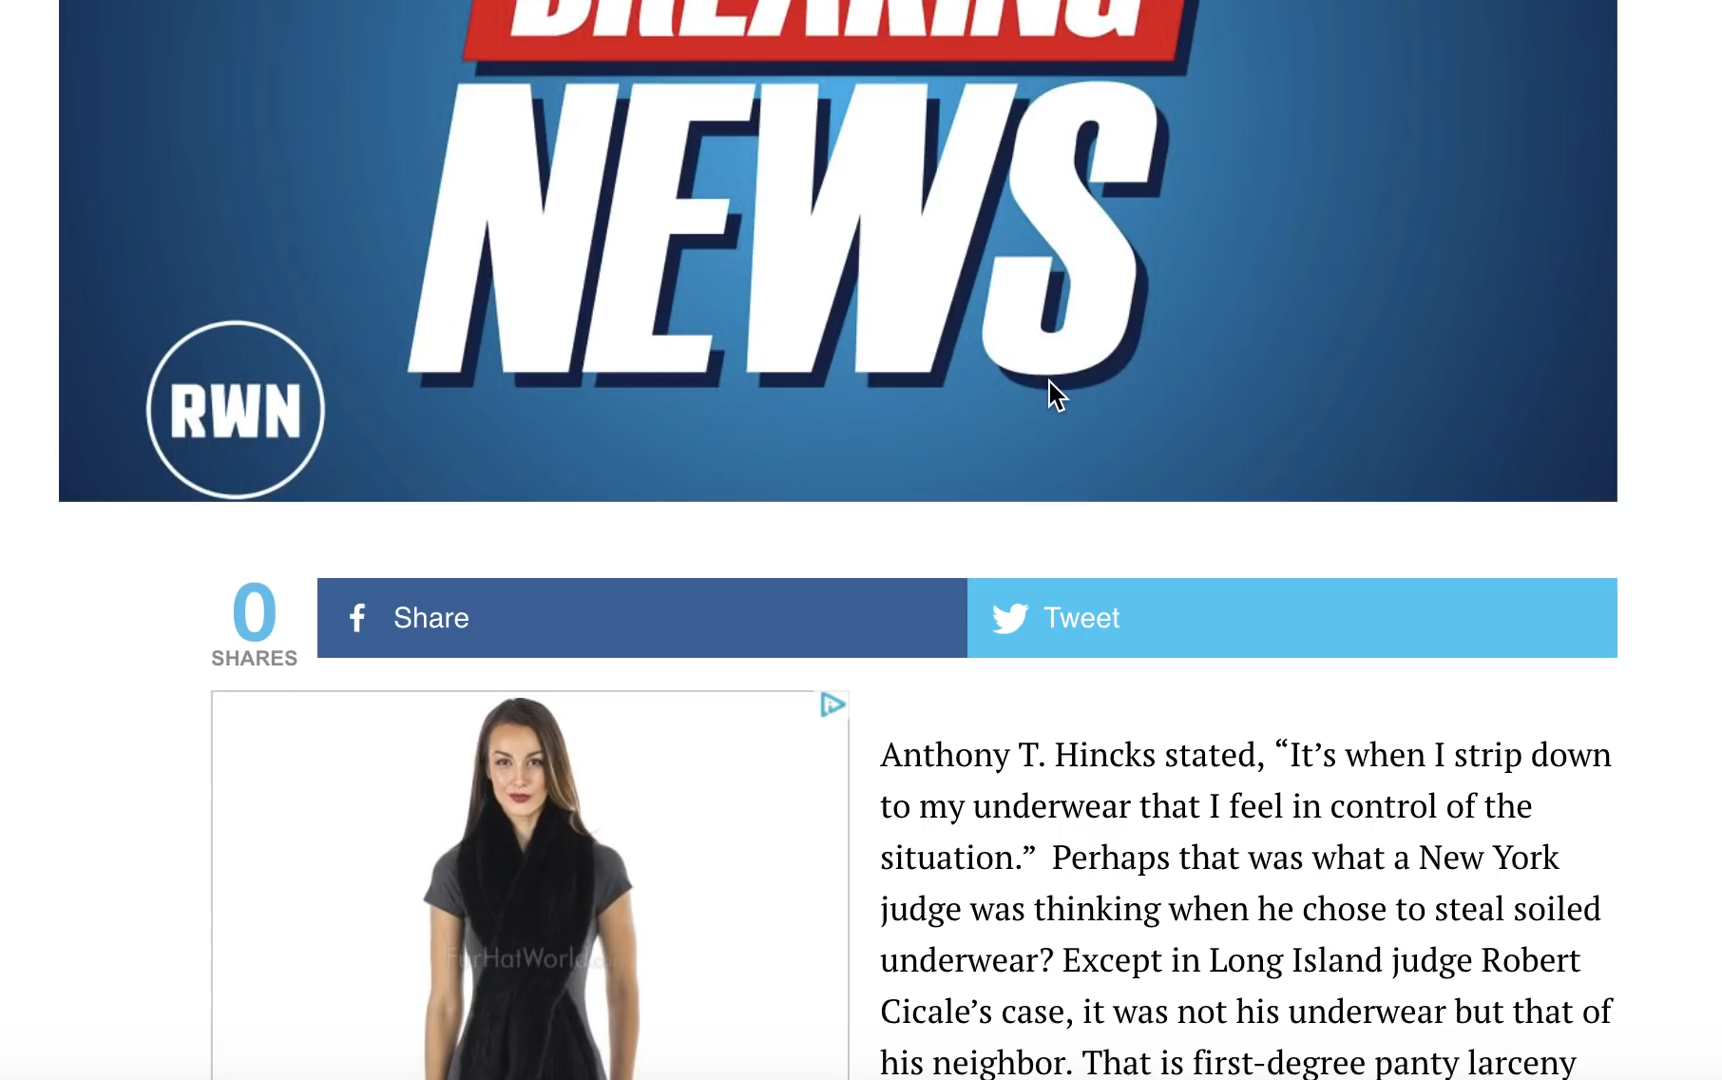 BREAKING
NEWS
RWN
0
SHARES
Share
Tweet
Anthony T. Hincks stated, “It’s when I strip down
to my underwear that I feel in control of the
situation.”  Perhaps that was what a New York
judge was thinking when he chose to steal soiled
underwear? Except in Long Island judge Robert
Cicale’s case, it was not his underwear but that of
his neighbor. That is first-degree panty larceny